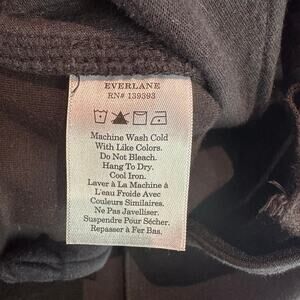 EVERLANE
RN# 139393
Machine Wash Cold
With Like Colors.
Do Not Bleach.
Hang To Dry.
Cool Iron.
Laver à La Machine à
L'eau Froide Avec
Couleurs Similaires.
Ne Pas Javelliser.
Suspendre Pour Sécher.
Repasser à Fer Bas.